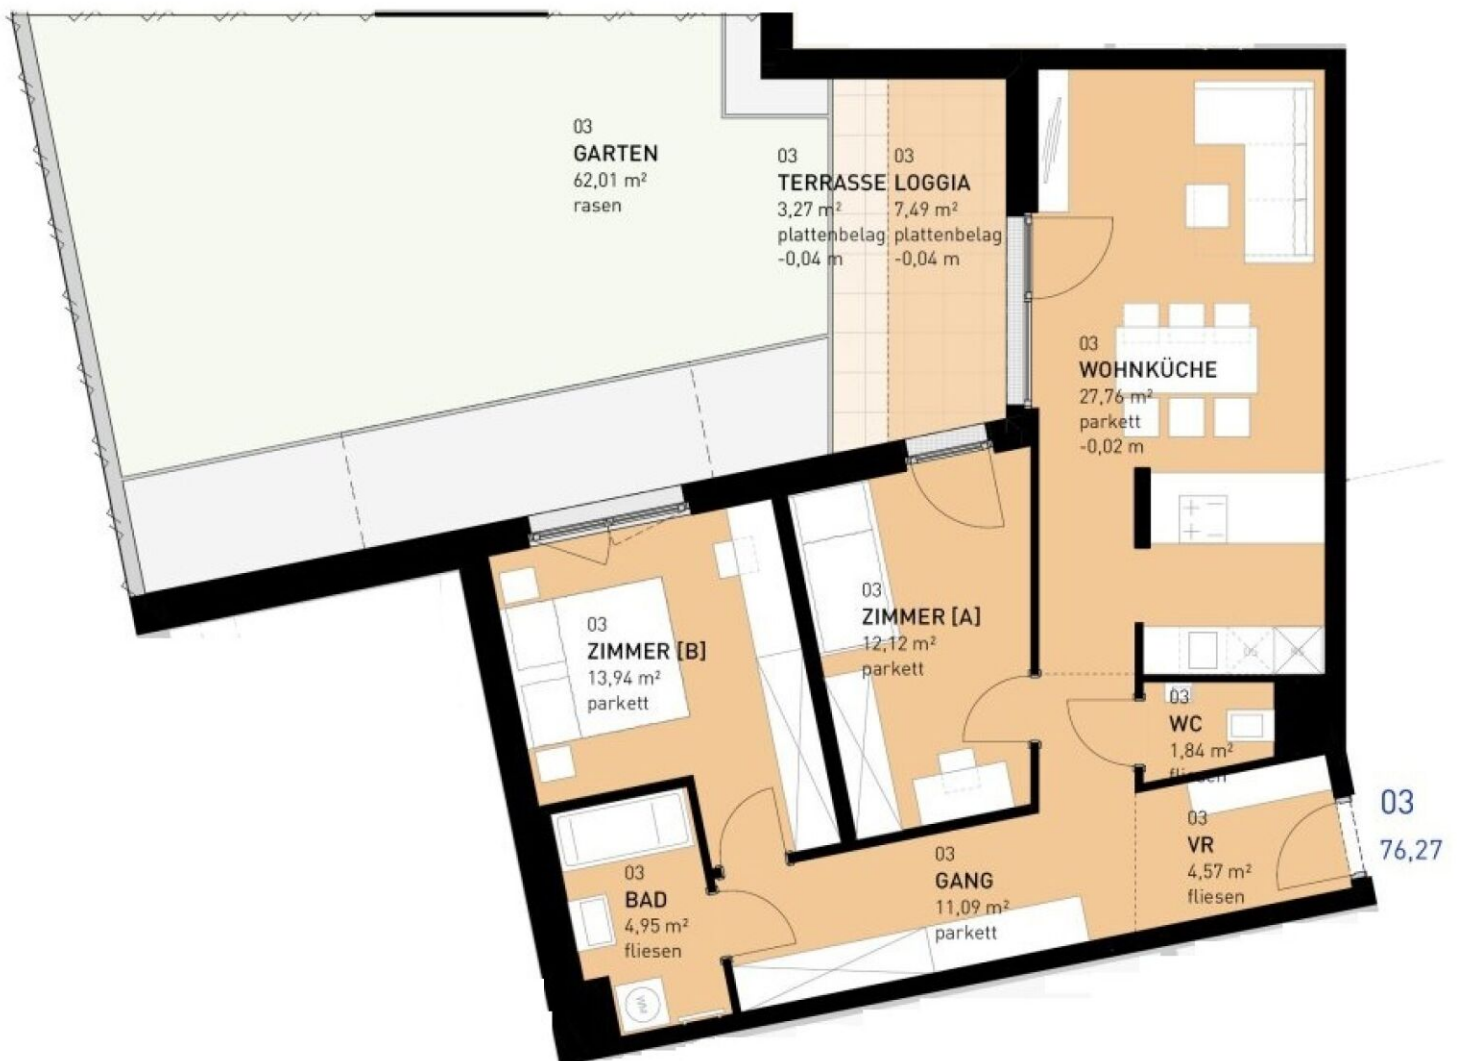 03
GARTEN
62,01 m²
rasen
03
TERRASSE
3,27 m²
plattenbelag
-0,04 m
03
LOGGIA
7,49 m²
plattenbelag
-0,04 m
03
WOHNKÜCHE
27,76 m²
parkett
-0,02 m
03
ZIMMER [A]
12,12 m²
parkett
03
ZIMMER [B]
13,94 m²
parkett
03
WC
1,84 m²
fliesen
03
VR
4,57 m²
fliesen
03
76,27
03
GANG
11,09 m²
parkett
03
BAD
4,95 m²
fliesen
WM